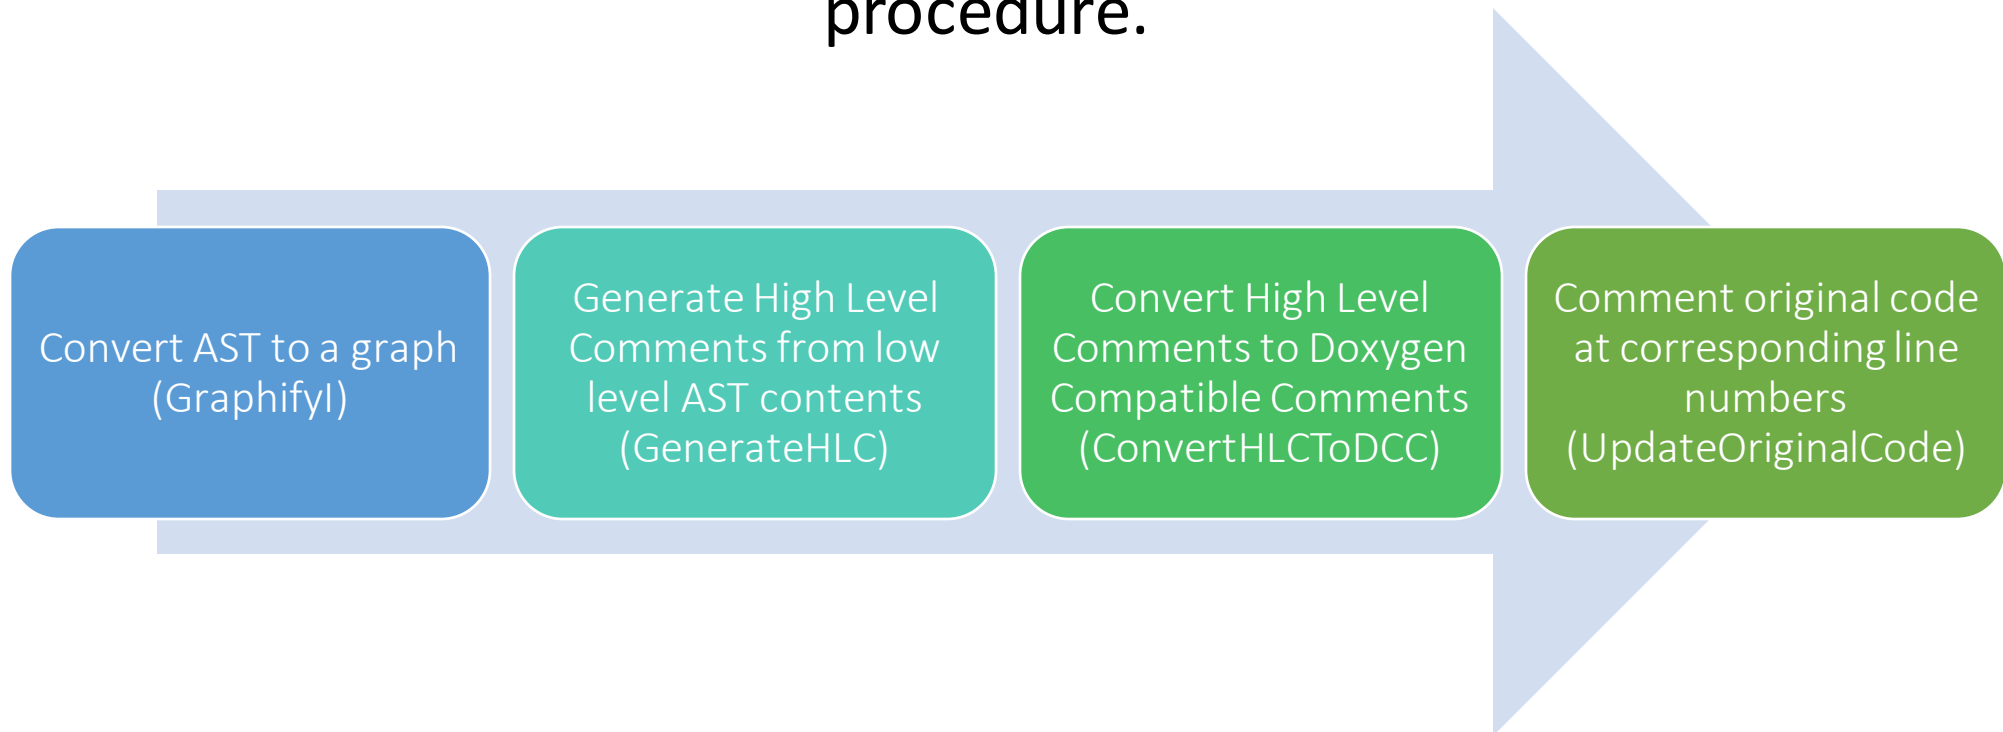 procedure.
Convert AST to a graph
(GraphifyI)
Generate High Level
Comments from low
level AST contents
(GenerateHLC)
Convert High Level
Comments to Doxygen
Compatible Comments
(ConvertHLCToDCC)
Comment original code
at corresponding line
numbers
(UpdateOriginalCode)